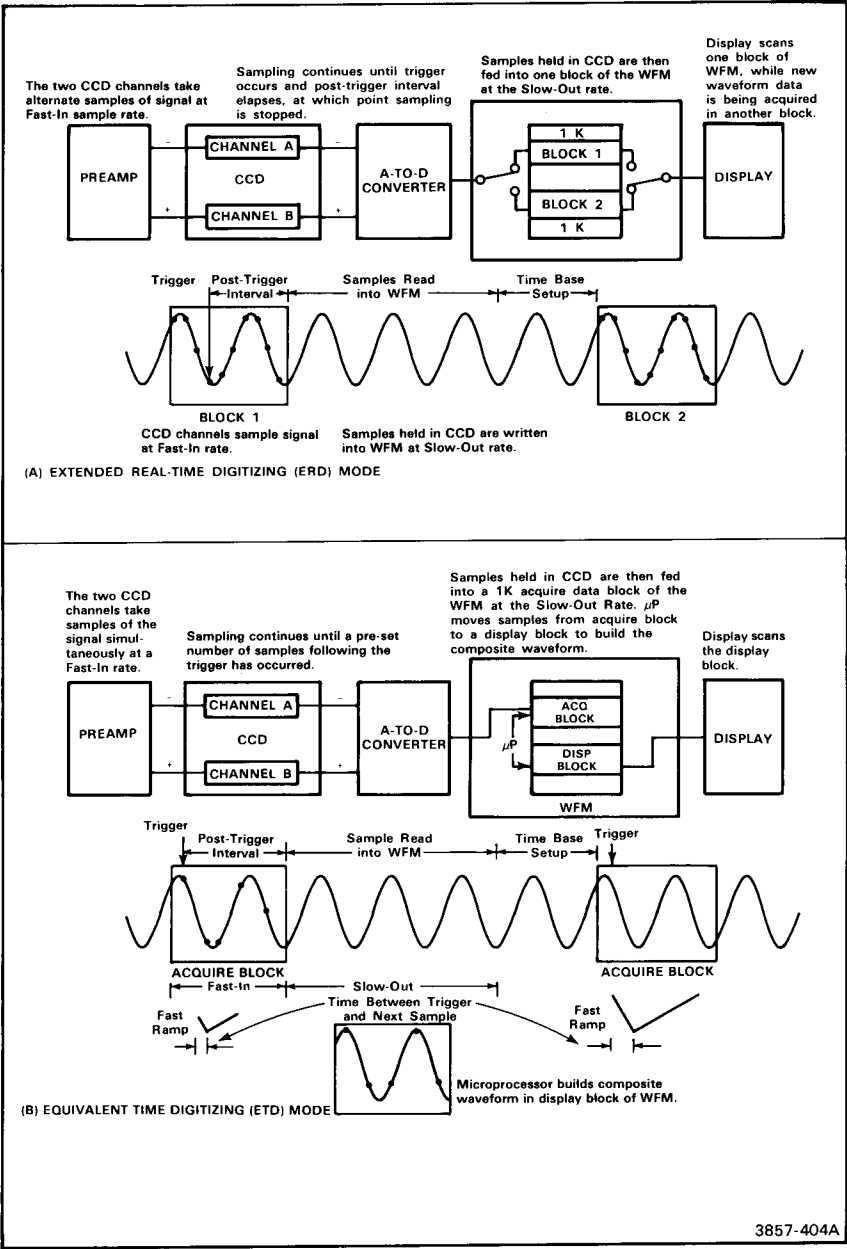 The two CCD channels take
alternate samples of signal at
Fast-In sample rate.
Sampling continues until trigger
occurs and post-trigger interval
elapses, at which point sampling
is stopped.
Samples held in CCD are then
fed into one block of the WFM
at the Slow-Out rate.
Display scans
one block of
WFM, while new
waveform data
is being acquired
in another block.
PREAMP
-
+
CHANNEL A
CCD
CHANNEL B
-
+
A-TO-D
CONVERTER
1 K
BLOCK 1
BLOCK 2
1 K
DISPLAY
Trigger
Post-Trigger
Interval
Samples Read
into WFM
Time Base
Setup
BLOCK 1
BLOCK 2
CCD channels sample signal
at Fast-In rate.
Samples held in CCD are written
into WFM at Slow-Out rate.
(A) EXTENDED REAL-TIME DIGITIZING (ERD) MODE
The two CCD
channels take
samples of the
signal simul-
taneously at a
Fast-In rate.
Sampling continues until a pre-set
number of samples following the
trigger has occurred.
Samples held in CCD are then fed
into a 1K acquire data block of the
WFM at the Slow-Out Rate. μP
moves samples from acquire block
to a display block to build the
composite waveform.
Display scans
the display
block.
PREAMP
-
+
CHANNEL A
CCD
CHANNEL B
-
+
A-TO-D
CONVERTER
μP
ACQ
BLOCK
DISP
BLOCK
WFM
DISPLAY
Trigger
Post-Trigger
Interval
Sample Read
into WFM
Time Base
Setup
Trigger
ACQUIRE BLOCK
ACQUIRE BLOCK
Fast-In
Slow-Out
Fast
Ramp
Time Between Trigger
and Next Sample
Fast
Ramp
Microprocessor builds composite
waveform in display block of WFM.
(B) EQUIVALENT TIME DIGITIZING (ETD) MODE
3857-404A